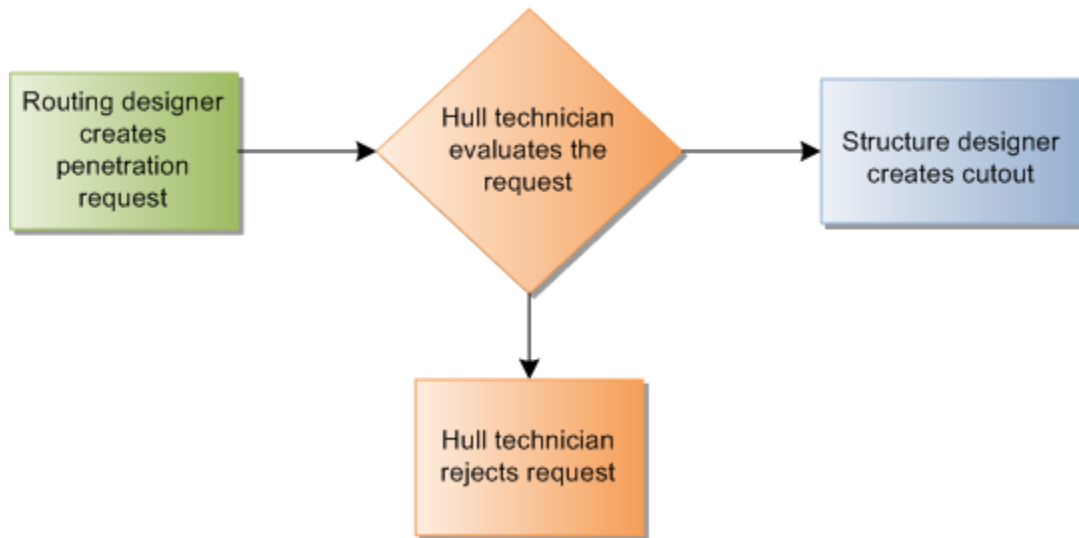 Routing designer
creates
penetration
request
Hull technician
evaluates the
request
Structure designer
creates cutout
Hull technician
rejects request